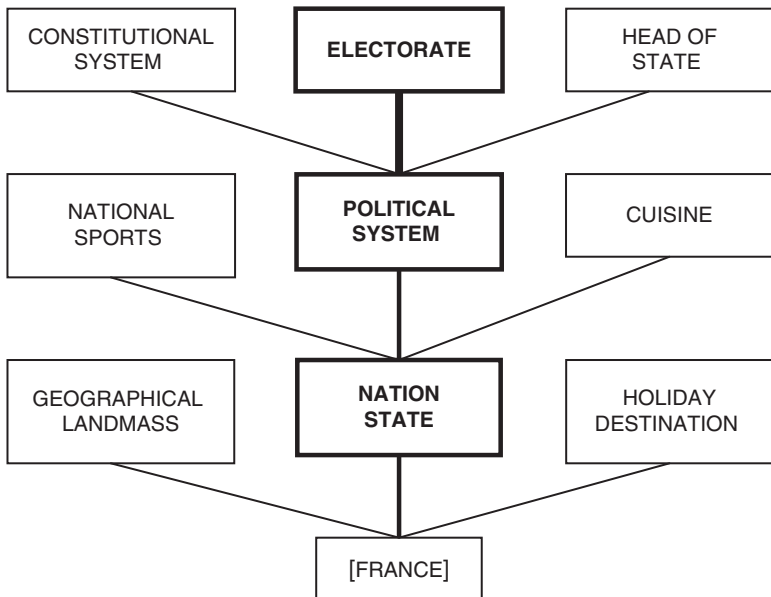 CONSTITUTIONAL
SYSTEM
ELECTORATE
HEAD OF
STATE
NATIONAL
SPORTS
POLITICAL
SYSTEM
CUISINE
GEOGRAPHICAL
LANDMASS
NATION
STATE
HOLIDAY
DESTINATION
[FRANCE]